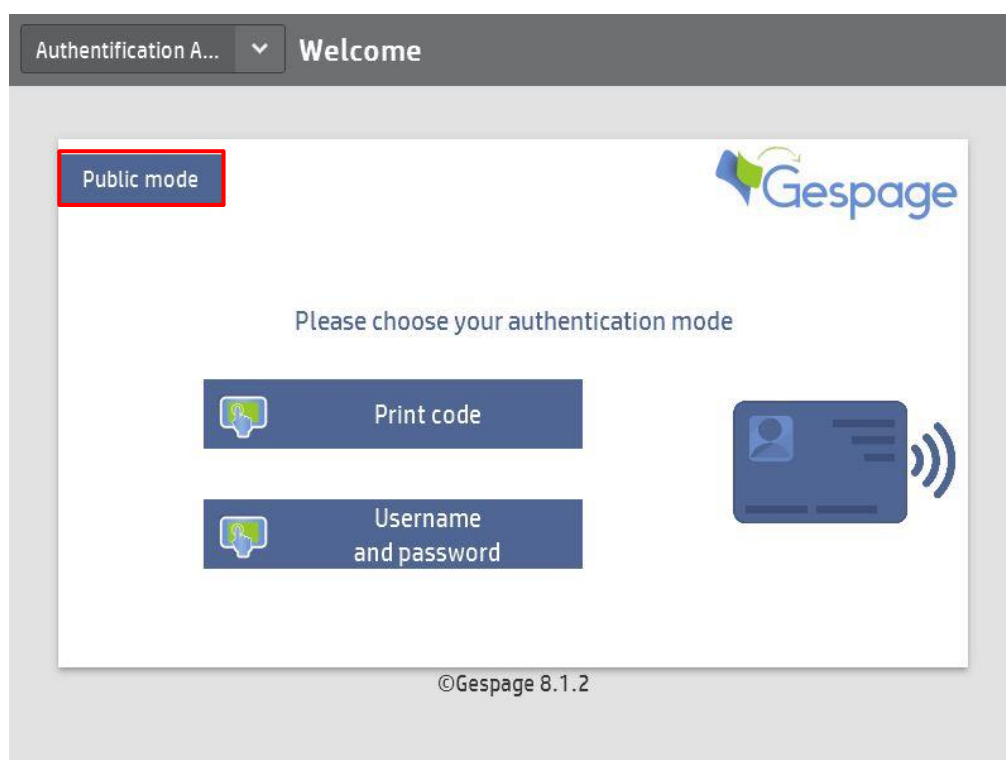 Authentification A... Welcome
Public mode
Gespage
Please choose your authentication mode
Print code
Username
and password
©Gespage 8.1.2